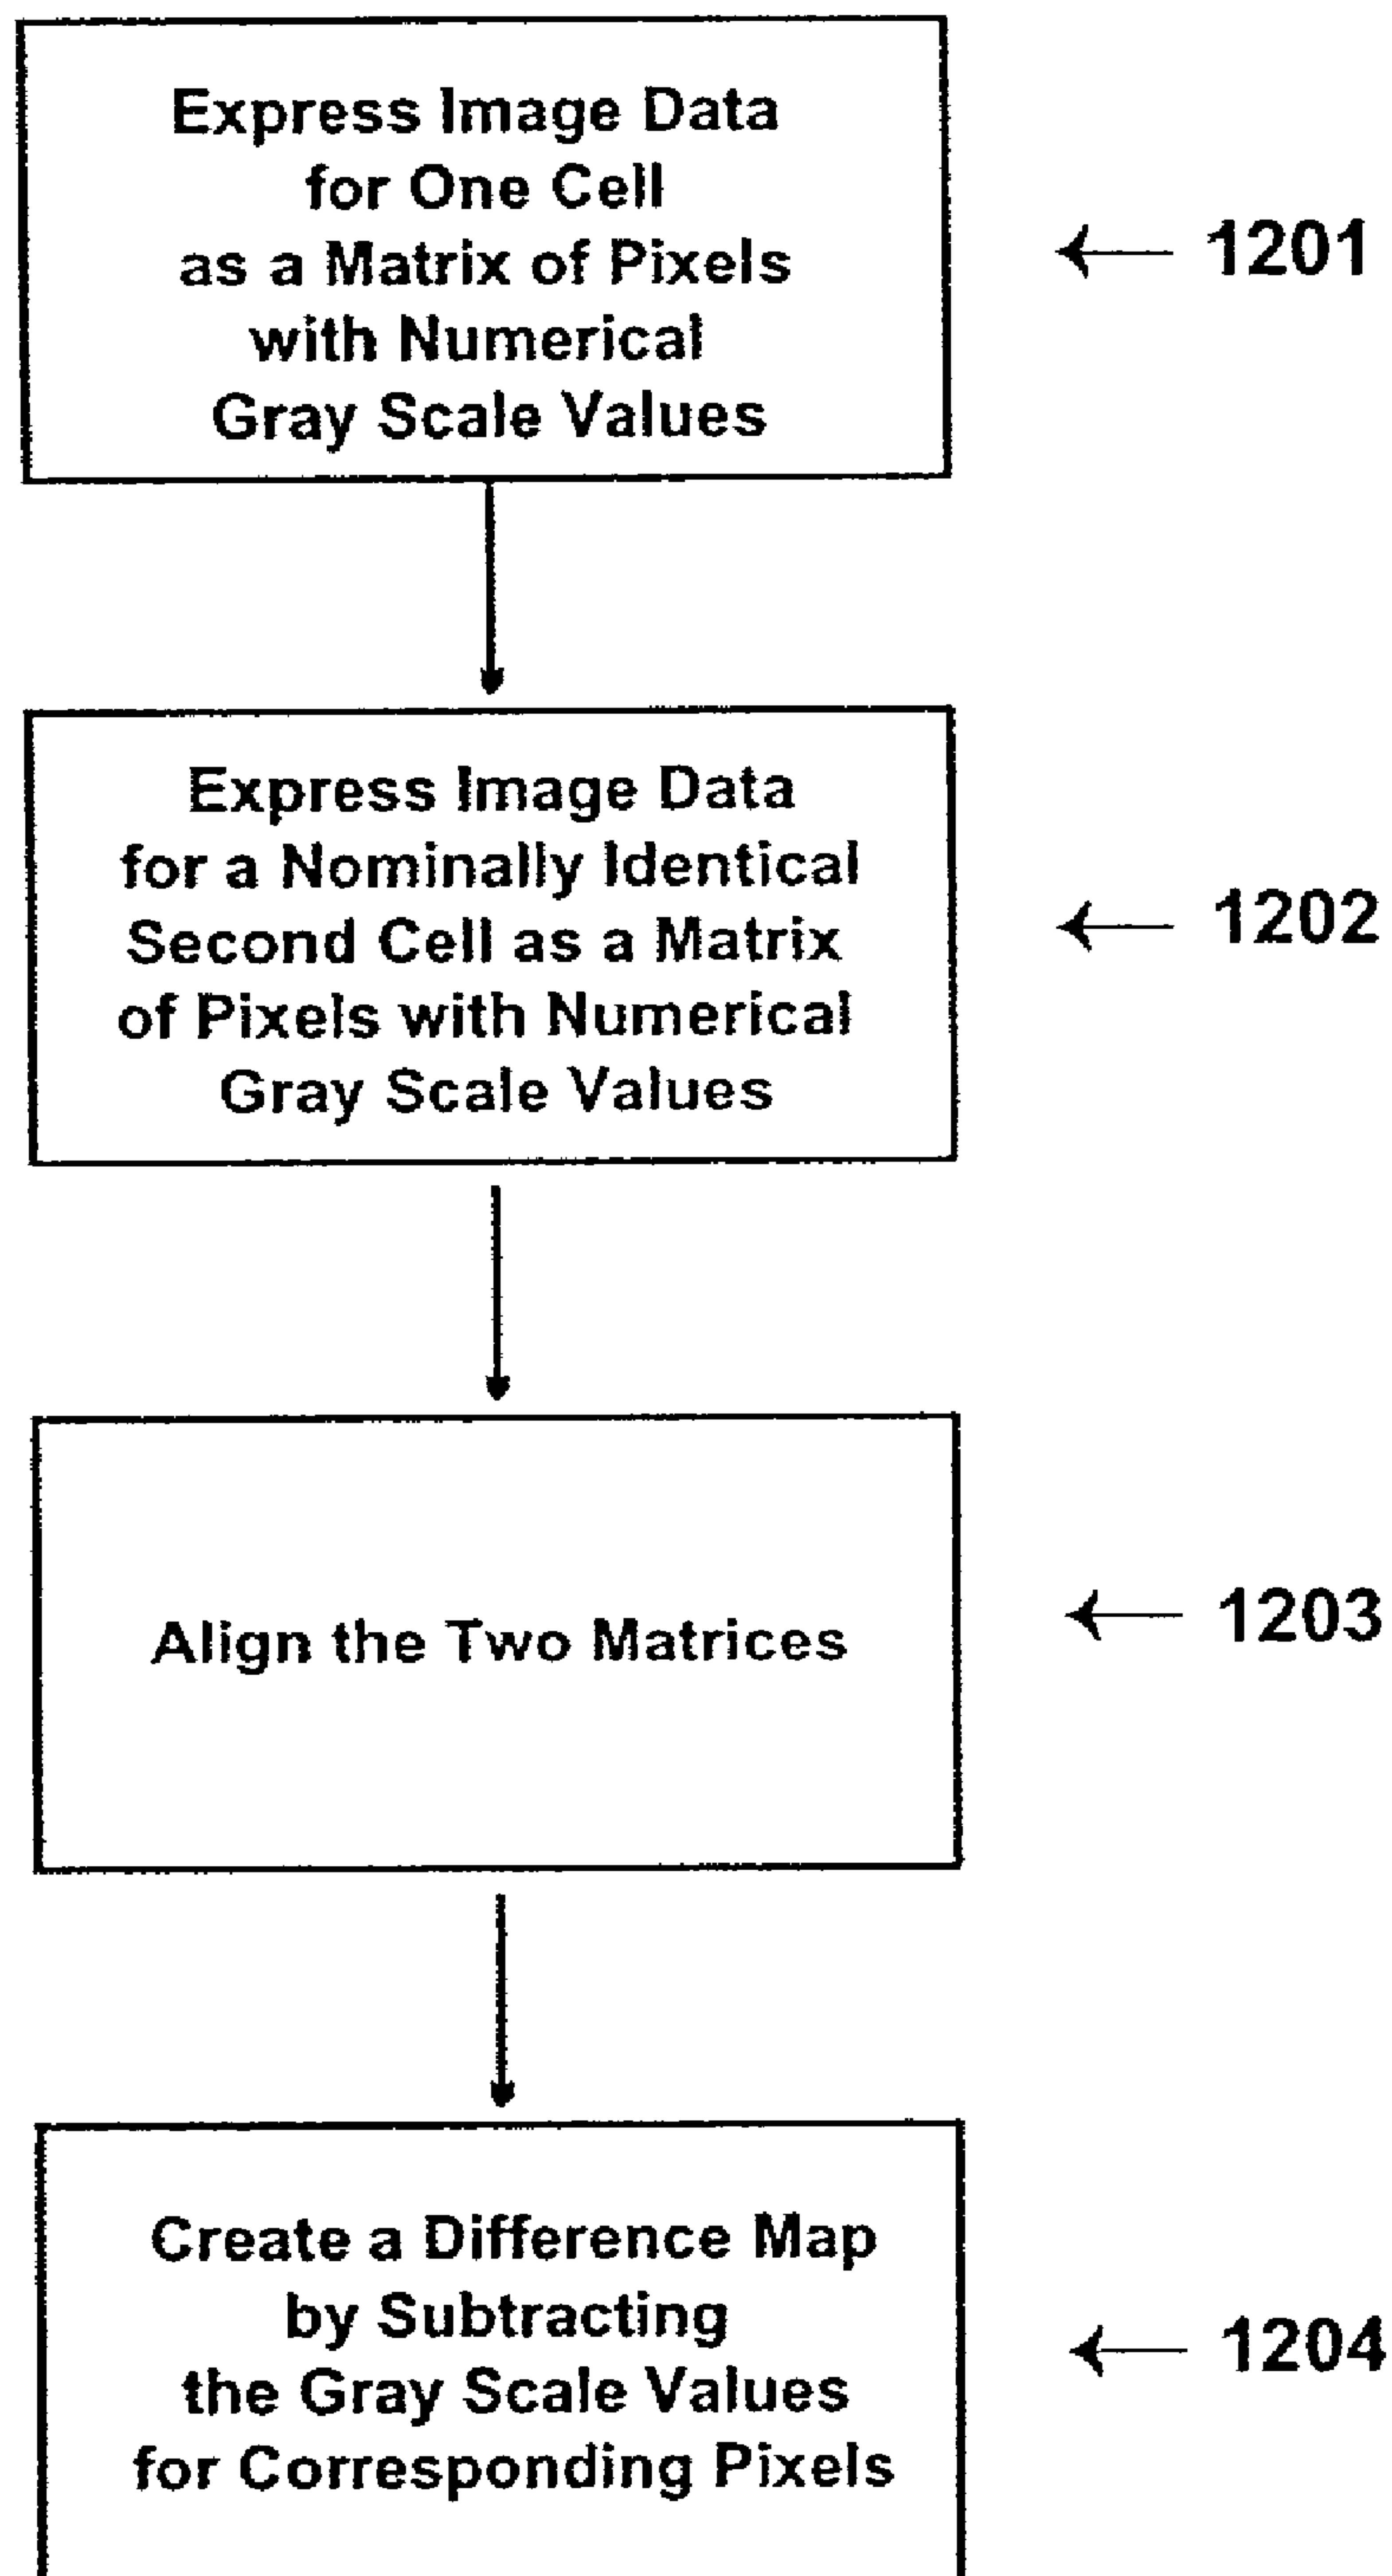 Express Image Data
for One Cell
as a Matrix of Pixels
with Numerical
Gray Scale Values
1201
Express Image Data
for a Nominally Identical
Second Cell as a Matrix
of Pixels with Numerical
Gray Scale Values
1202
Align the Two Matrices
1203
Create a Difference Map
by Subtracting
the Gray Scale Values
for Corresponding Pixels
1204